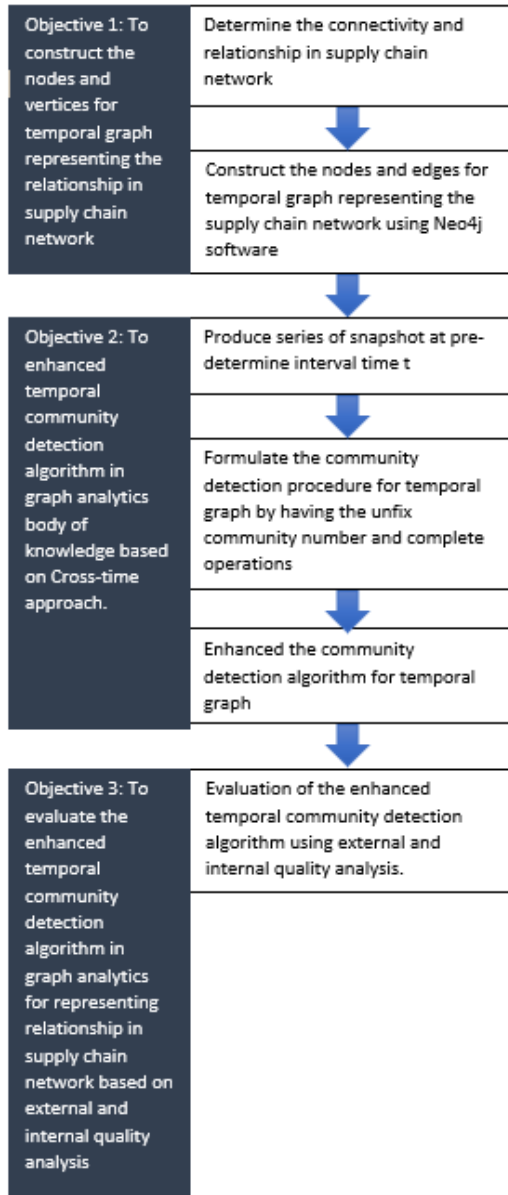 Objective 1: To
construct the
nodes and
vertices for
temporal graph
representing the
relationship in
supply chain
network
Determine the connectivity and
relationship in supply chain
network
Construct the nodes and edges for
temporal graph representing the
supply chain network using Neo4j
software
Objective 2: To
enhanced
temporal
community
detection
algorithm in
graph analytics
body of
knowledge based
on Cross-time
approach.
Produce series of snapshot at pre-
determine interval time t
Formulate the community
detection procedure for temporal
graph by having the unfix
community number and complete
operations
Enhanced the community
detection algorithm for temporal
graph
Objective 3: To
evaluate the
enhanced
temporal
community
detection
algorithm in
graph analytics
for representing
relationship in
supply chain
network based on
external and
internal quality
analysis
Evaluation of the enhanced
temporal community detection
algorithm using external and
internal quality analysis.